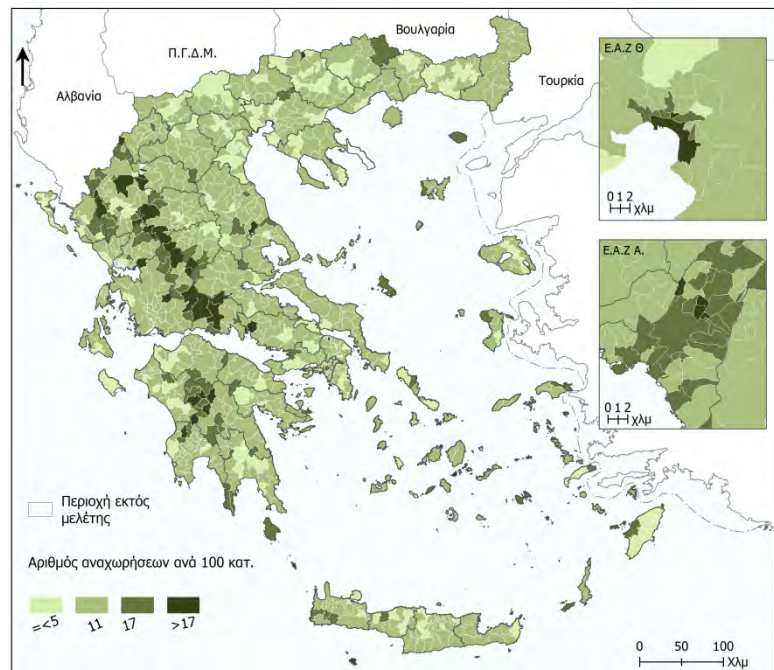 Βουλγαρία
Π.Γ.Δ.Μ.
Αλβανία
Τουρκία
Ε.Α.Ζ Θ
0 1 2
χλμ
Ε.Α.Ζ Α.
0 1 2
χλμ
Περιοχή εκτός
μελέτης
Αριθμός αναχωρήσεων ανά 100 κατ.
=<5 11 17 >17
0 50 100
Χλμ